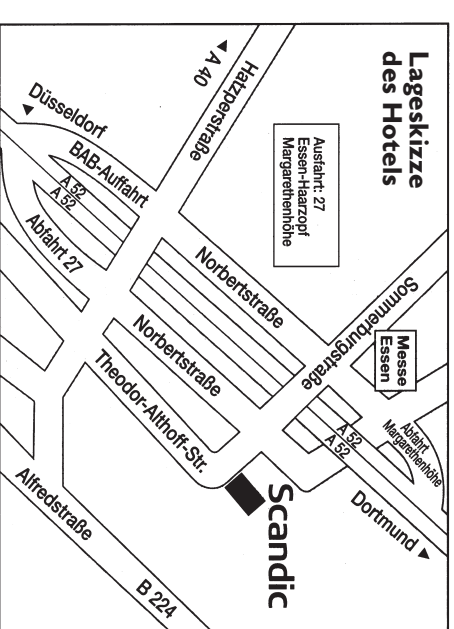 Lageskizze
des Hotels
Ausfahrt: 27
Essen-Haarzopf
Margarethenhöhe
A 40
Hatzperstraße
Düsseldorf
BAB-Auffahrt
A 52
A 52
Abfahrt 27
Norbertstraße
Norbertstraße
Theodor-Althoff-Str.
Sommerburgstraße
Messe
Essen
Abfahrt
Margarethenhöhe
A 52
A 52
Dortmund
Scandic
Alfredstraße
B 224